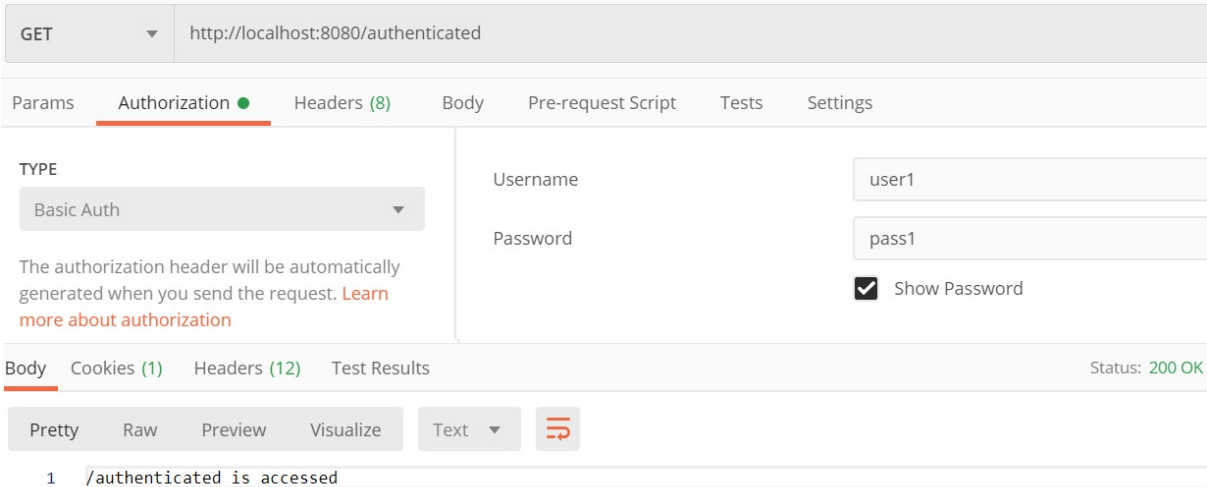 GET http://localhost:8080/authenticated
Params Authorization Headers (8) Body Pre-request Script Tests Settings
TYPE
Basic Auth
The authorization header will be automatically
generated when you send the request. Learn
more about authorization
Username user1
Password pass1
Show Password
Body Cookies (1) Headers (12) Test Results Status: 200 OK
Pretty Raw Preview Visualize Text
1 /authenticated is accessed